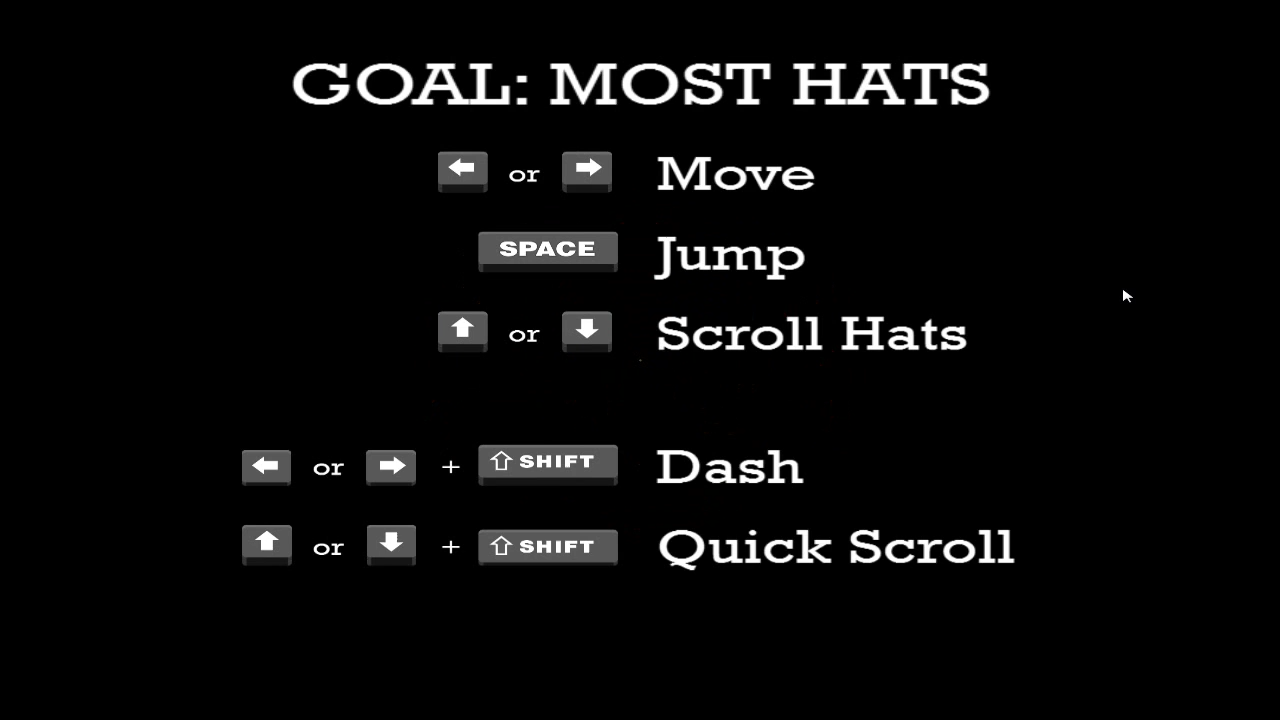 GOAL: MOST HATS
or Move
SPACE Jump
or Scroll Hats
or + SHIFT Dash
or + SHIFT Quick Scroll